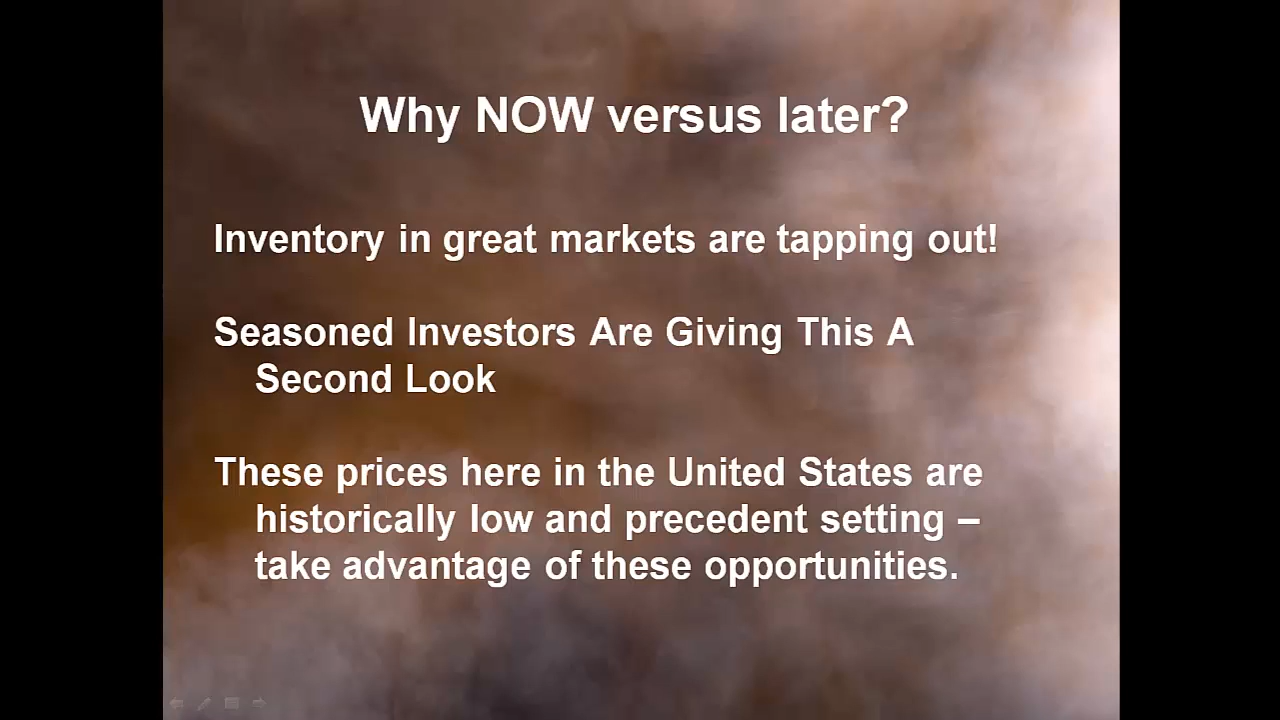 Why NOW versus later?
Inventory in great markets are tapping out!
Seasoned Investors Are Giving This A
Second Look
These prices here in the United States are
historically low and precedent setting –
take advantage of these opportunities.